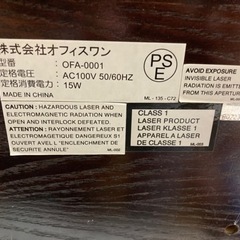 株式会社オフィスワン
型番 : OFA-0001
定格電圧 : AC100V 50/60HZ
定格消費電力 : 15W
MADE IN CHINA
PS
E
ML-135-C72
AVOID EXPOSURE
INVISIBLE LASER
RADIATION IS EMITTED
FROM THIS APERTURE
CAUTION : HAZARDOUS LASER AND
ELECTROMAGNETIC RADIATION WHEN
OPEN AND INTERLOCK DEFEATED.
ATTENTION : RAYONNEMENT LASER ET
ELECTROMAGNETIQUE DANGEREUX SI
OUVERT AVEC L'ENCLENCHEMENT DE
SECURITE ANNULE"
CLASS 1
LASER PRODUCT
KLASSE 1 LASER
APPAREIL A LASER
DE CLASSE 1